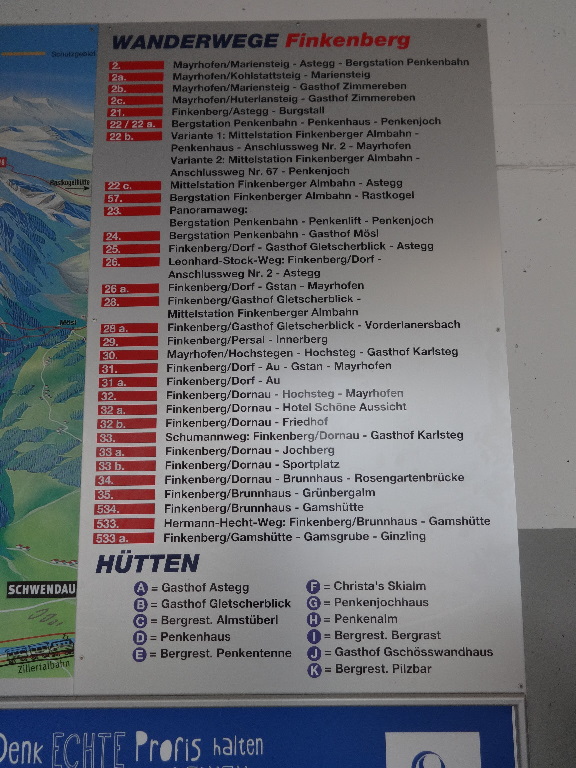 WANDERWEGE Finkenberg
2. Mayrhofen/Mariensteig - Astegg - Bergstation Penkenbahn
2a. Mayrhofen/Kohlstattsteig - Mariensteig
2b. Mayrhofen/Mariensteig - Gasthof Zimmereben
2c. Mayrhofen/Huterlansteig - Gasthof Zimmereben
21. Finkenberg/Astegg - Burgstall
22 / 22 a. Bergstation Penkenbahn - Penkenhaus - Penkenjoch
22 b. Variante 1: Mittelstation Finkenberger Almbahn -
Penkenhaus - Anschlussweg Nr. 2 - Mayrhofen
Variante 2: Mittelstation Finkenberger Almbahn -
Anschlussweg Nr. 67 - Penkenjoch
22 c. Mittelstation Finkenberger Almbahn - Astegg
57. Bergstation Finkenberger Almbahn - Rastkogel
23. Panoramaweg:
Bergstation Penkenbahn - Penkenlift - Penkenjoch
24. Bergstation Penkenbahn - Gasthof Mösl
25. Finkenberg/Dorf - Gasthof Gletscherblick - Astegg
26. Leonhard-Stock-Weg: Finkenberg/Dorf -
Anschlussweg Nr. 2 - Astegg
26 a. Finkenberg/Dorf - Gstan - Mayrhofen
28. Finkenberg/Gasthof Gletscherblick -
Mittelstation Finkenberger Almbahn
28 a. Finkenberg/Gasthof Gletscherblick - Vorderlanersbach
29. Finkenberg/Persal - Innerberg
30. Mayrhofen/Hochstegen - Hochsteg - Gasthof Karlsteg
31. Finkenberg/Dorf - Au - Gstan - Mayrhofen
31 a. Finkenberg/Dorf - Au
32. Finkenberg/Dornau - Hochsteg - Mayrhofen
32 a. Finkenberg/Dornau - Hotel Schöne Aussicht
32 b. Finkenberg/Dornau - Friedhof
33. Schumannweg: Finkenberg/Dornau - Gasthof Karlsteg
33 a. Finkenberg/Dornau - Jochberg
33 b. Finkenberg/Dornau - Sportplatz
34. Finkenberg/Dornau - Brunnhaus - Rosengartenbrücke
35. Finkenberg/Brunnhaus - Grünbergalm
534. Finkenberg/Brunnhaus - Gamshütte
533. Hermann-Hecht-Weg: Finkenberg/Brunnhaus - Gamshütte
533 a. Finkenberg/Gamshütte - Gamsgrube - Ginzling
HÜTTEN
A = Gasthof Astegg
B = Gasthof Gletscherblick
C = Bergrest. Almstüberl
D = Penkenhaus
E = Bergrest. Penkentenne
F = Christa's Skialm
G = Penkenjochhaus
H = Penkenalm
I = Bergrest. Bergrast
J = Gasthof Gschösswandhaus
K = Bergrest. Pilzbar
Rastkogelhütte
Mösl
SCHWENDAU
Zillertalbahn
Denk ECHTE Profis halten